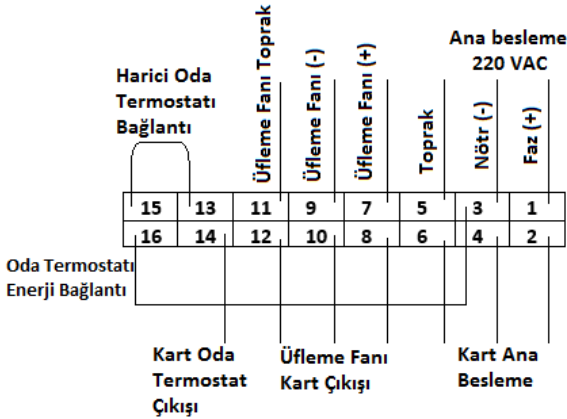 Ana besleme
220 VAC
Harici Oda
Termostatı
Bağlantı
Üfleme Fanı Toprak
Üfleme Fanı (-)
Üfleme Fanı (+)
Toprak
Nötr (-)
Faz (+)
15 13 11 9 7 5 3 1
16 14 12 10 8 6 4 2
Oda Termostatı
Enerji Bağlantı
Kart Oda
Termostat
Çıkışı
Üfleme Fanı
Kart Çıkışı
Kart Ana
Besleme